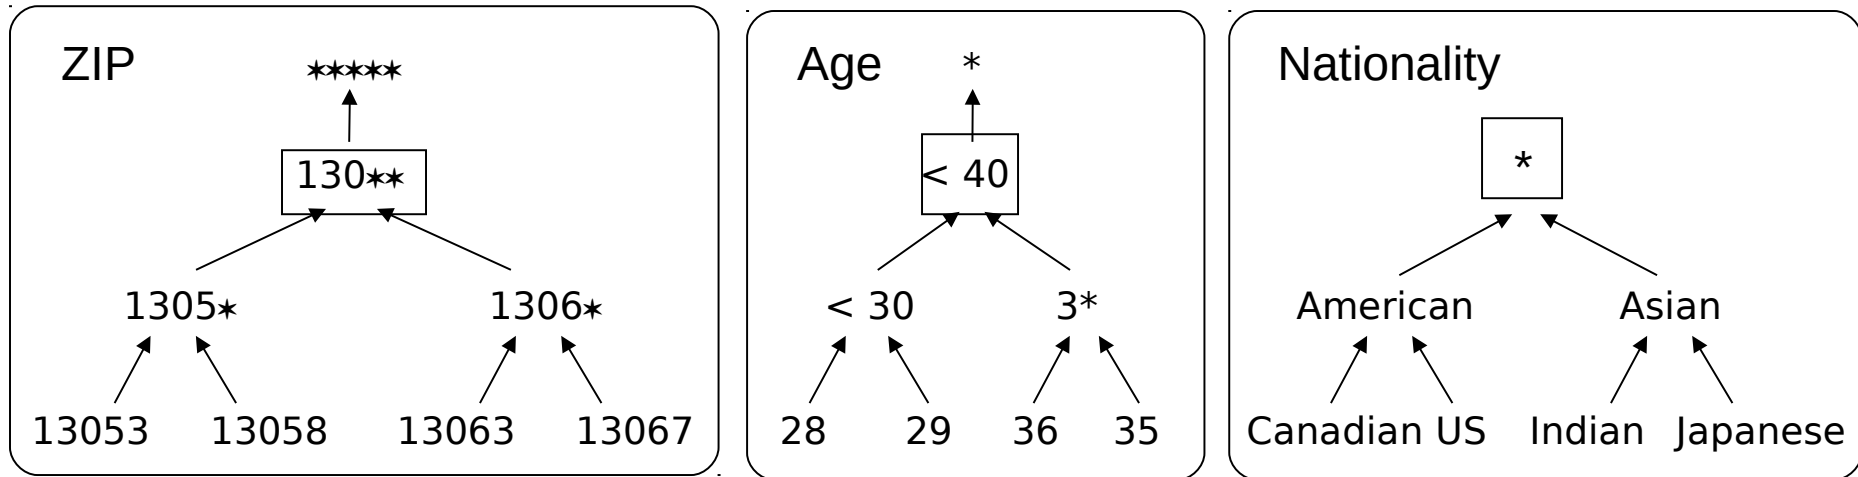 ZIP
*****
130**
1305* 1306*
13053 13058 13063 13067
Age
*
< 40
< 30 3*
28 29 36 35
Nationality
*
American Asian
Canadian US Indian Japanese